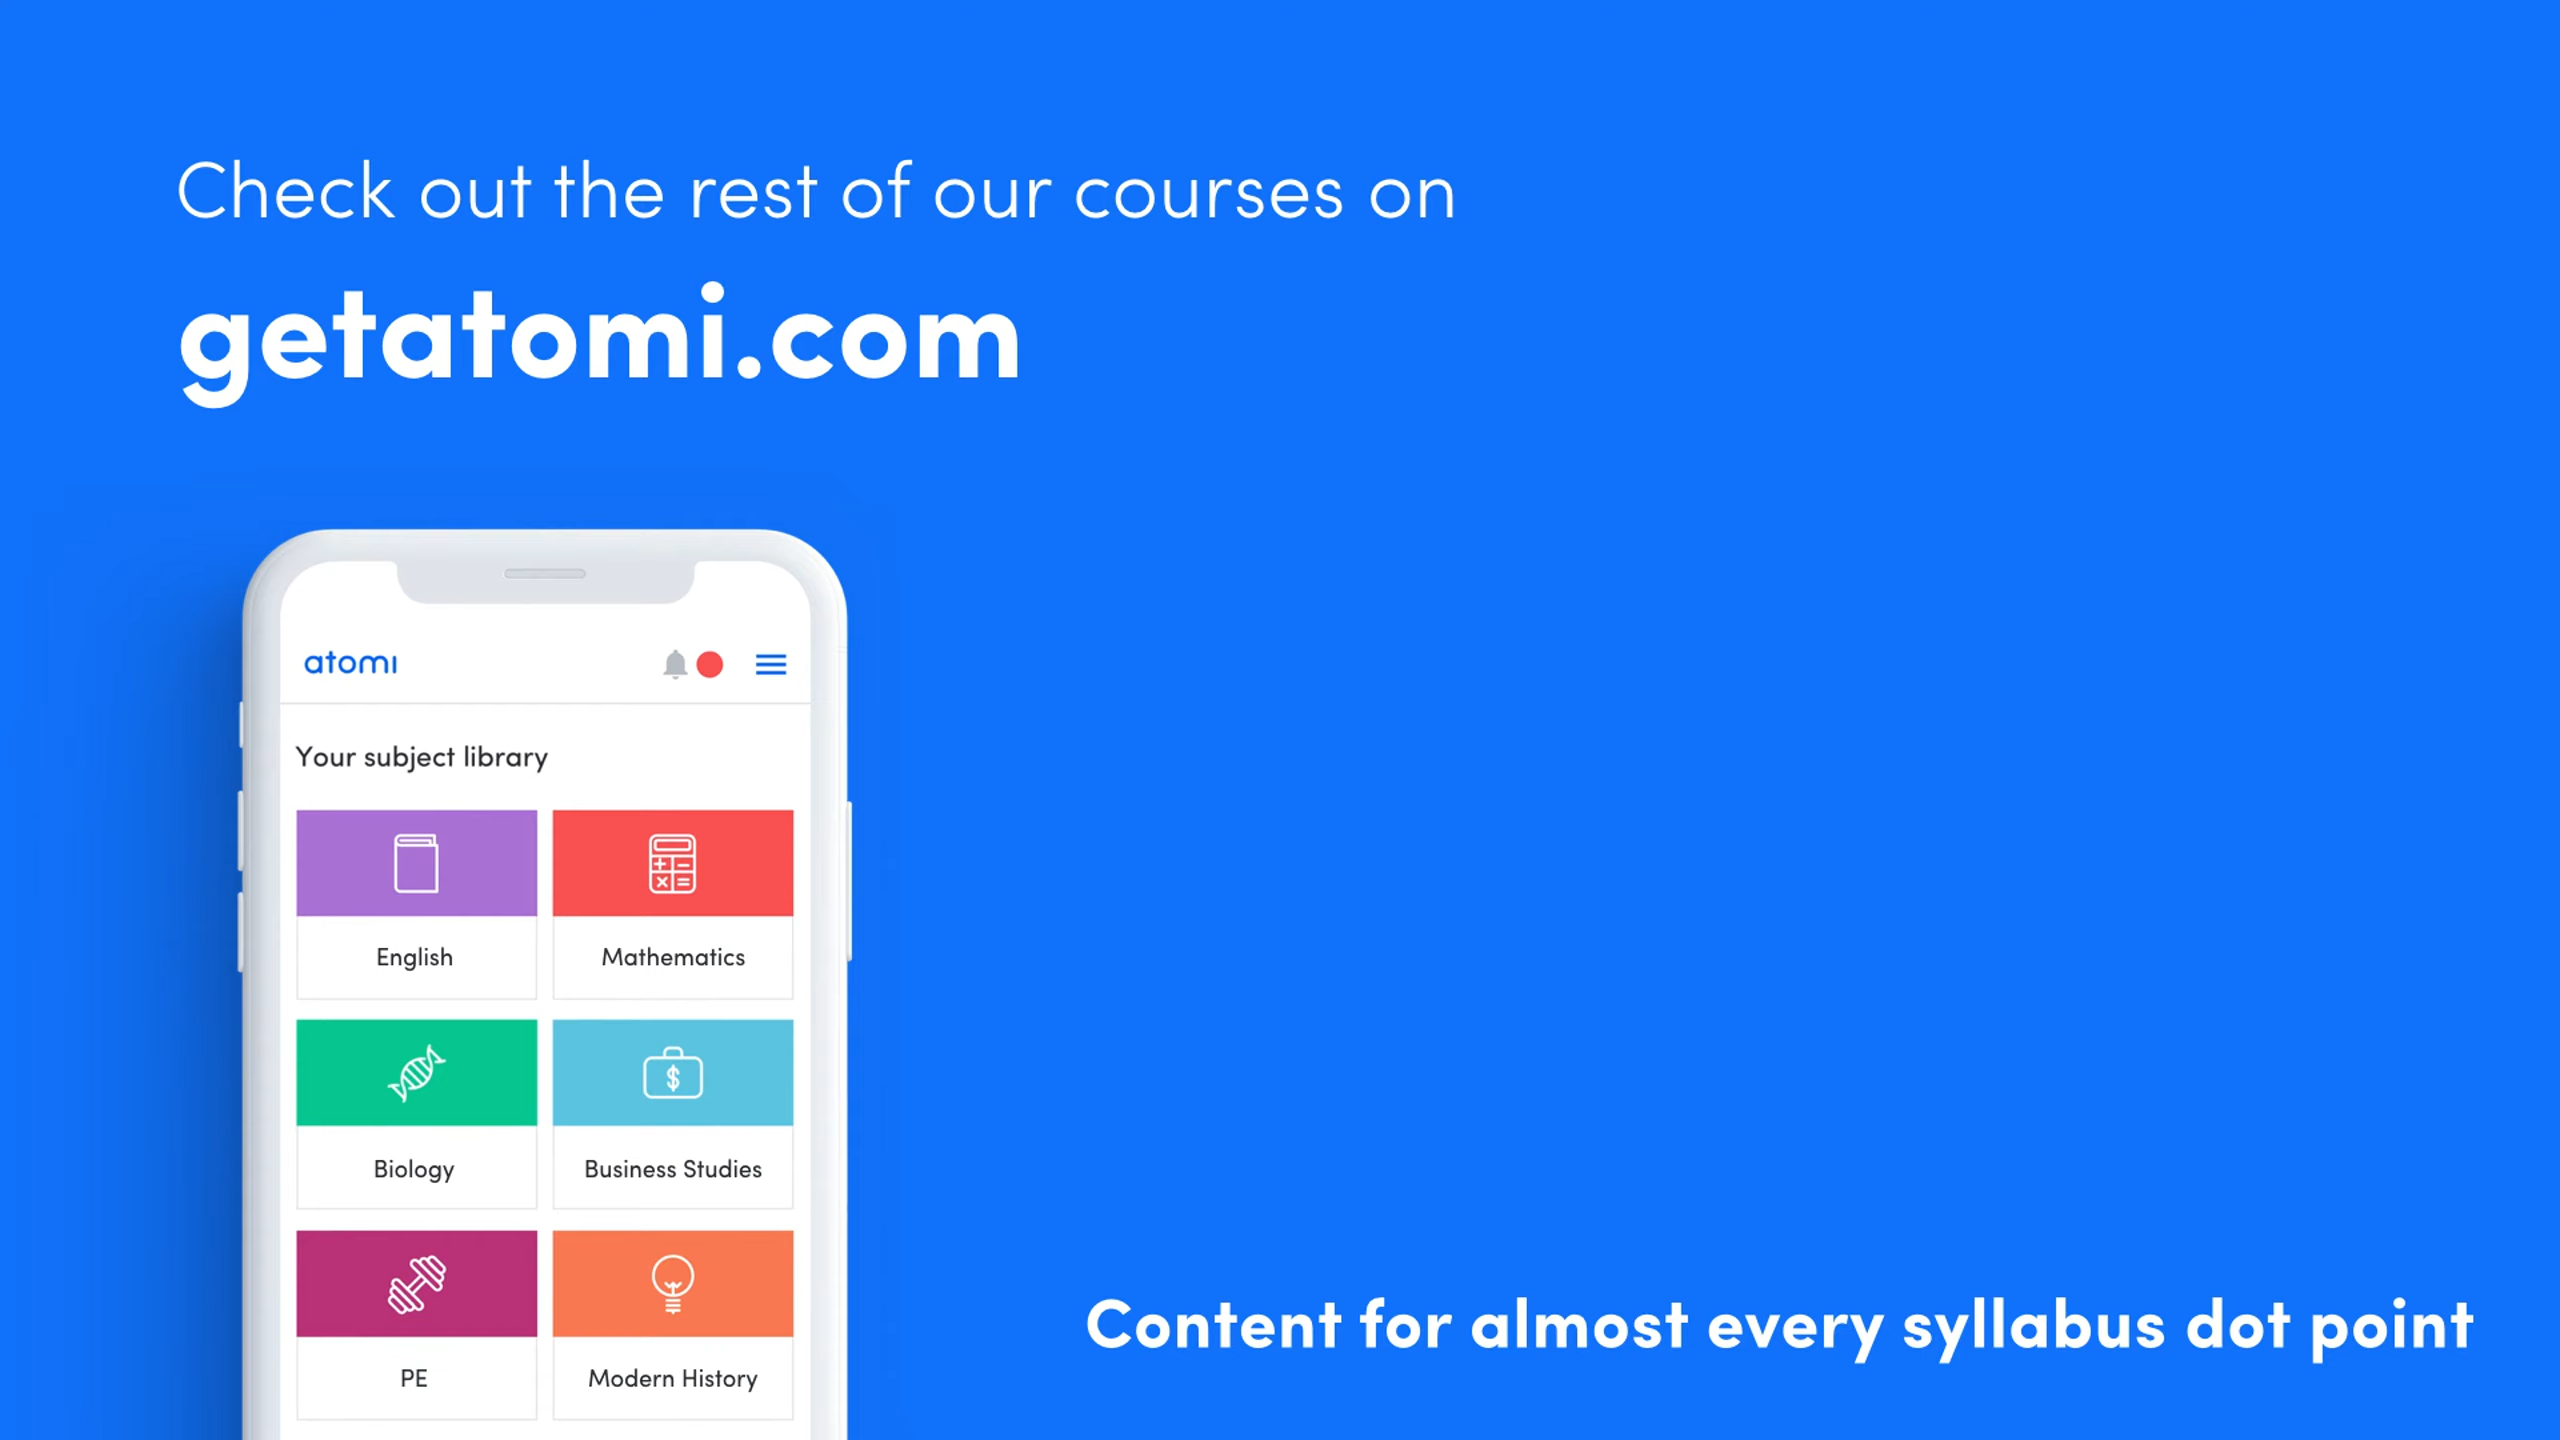 Check out the rest of our courses on
getatomi.com
atomi
Your subject library
English
Mathematics
Biology
Business Studies
PE
Modern History
Content for almost every syllabus dot point